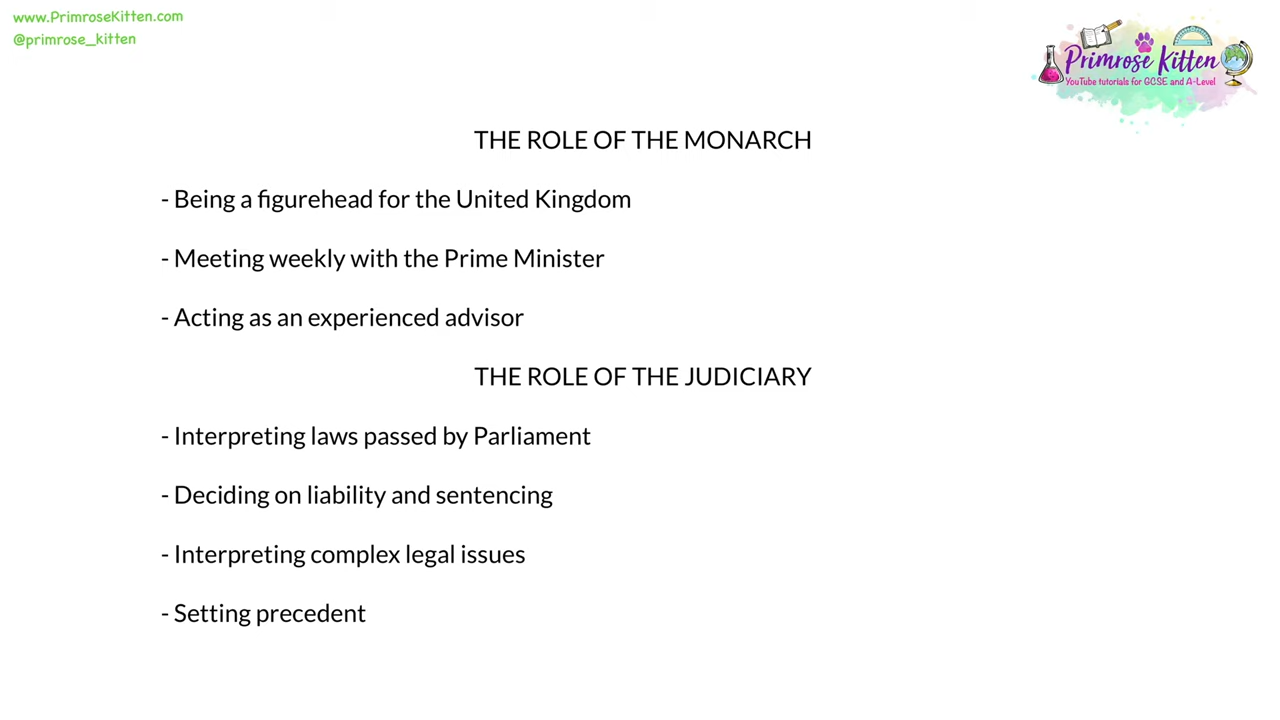 www.PrimroseKitten.com
@primrose_kitten
Primrose Kitten
YouTube tutorials for GCSE and A-Level
THE ROLE OF THE MONARCH
- Being a figurehead for the United Kingdom
- Meeting weekly with the Prime Minister
- Acting as an experienced advisor
THE ROLE OF THE JUDICIARY
- Interpreting laws passed by Parliament
- Deciding on liability and sentencing
- Interpreting complex legal issues
- Setting precedent